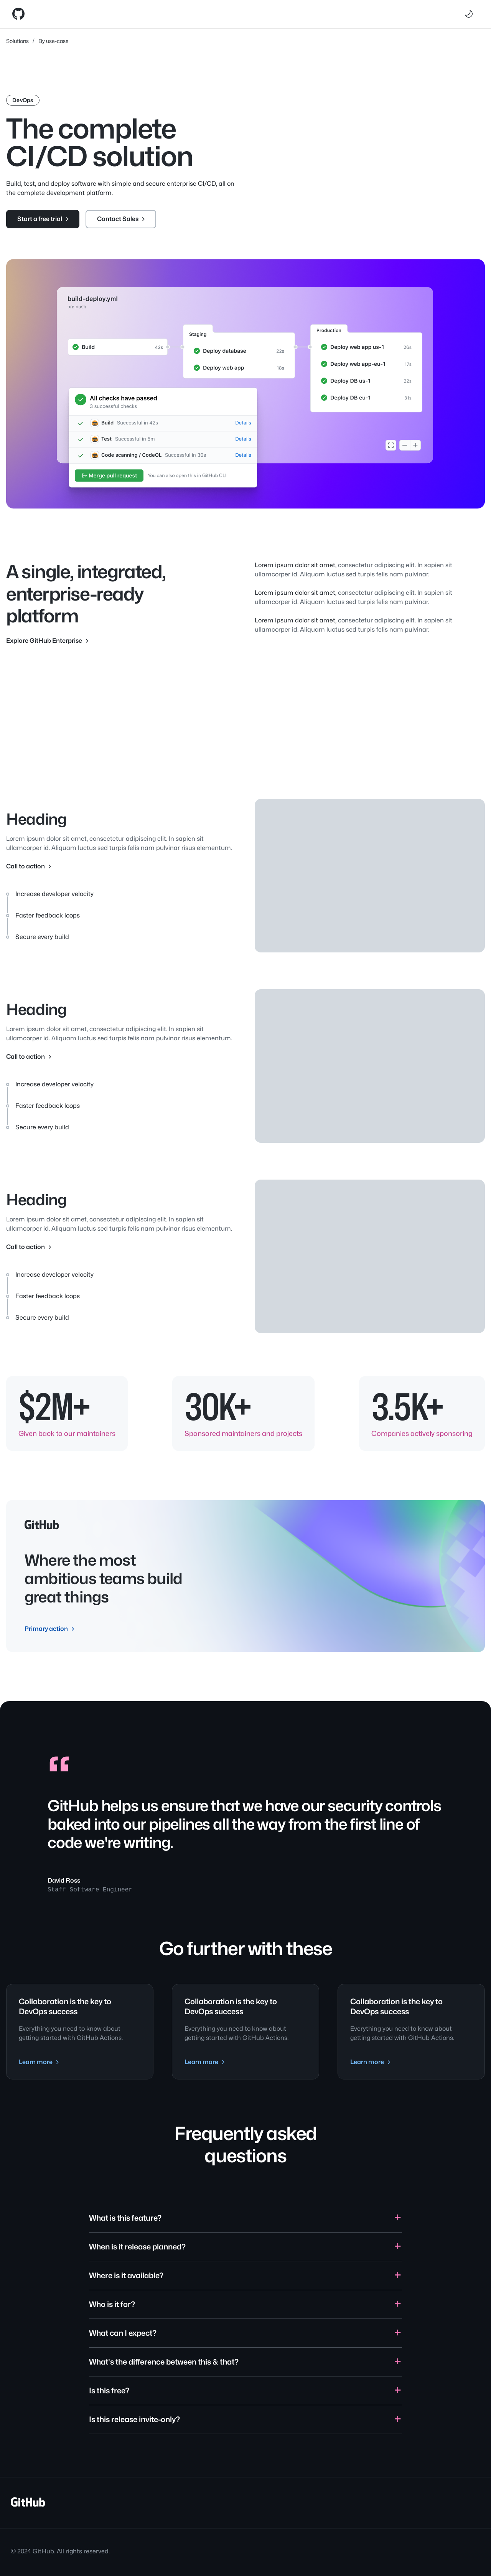 Solutions / By use-case
DevOps
The complete
CI/CD solution
Build, test, and deploy software with simple and secure enterprise CI/CD, all on
the complete development platform.
Start a free trial
Contact Sales
build-deploy.yml
on: push
Build 42s
Staging
Deploy database 22s
Deploy web app 18s
Production
Deploy web app us-1 26s
Deploy web app-eu-1 17s
Deploy DB us-1 22s
Deploy DB eu-1 31s
All checks have passed
3 successful checks
Build Successful in 42s Details
Test Successful in 5m Details
Code scanning / CodeQL Successful in 30s Details
Merge pull request
You can also open this in GitHub CLI
A single, integrated,
enterprise-ready
platform
Explore GitHub Enterprise
Lorem ipsum dolor sit amet, consectetur adipiscing elit. In sapien sit
ullamcorper id. Aliquam luctus sed turpis felis nam pulvinar.
Lorem ipsum dolor sit amet, consectetur adipiscing elit. In sapien sit
ullamcorper id. Aliquam luctus sed turpis felis nam pulvinar.
Lorem ipsum dolor sit amet, consectetur adipiscing elit. In sapien sit
ullamcorper id. Aliquam luctus sed turpis felis nam pulvinar.
Heading
Lorem ipsum dolor sit amet, consectetur adipiscing elit. In sapien sit
ullamcorper id. Aliquam luctus sed turpis felis nam pulvinar risus elementum.
Call to action
Increase developer velocity
Faster feedback loops
Secure every build
Heading
Lorem ipsum dolor sit amet, consectetur adipiscing elit. In sapien sit
ullamcorper id. Aliquam luctus sed turpis felis nam pulvinar risus elementum.
Call to action
Increase developer velocity
Faster feedback loops
Secure every build
Heading
Lorem ipsum dolor sit amet, consectetur adipiscing elit. In sapien sit
ullamcorper id. Aliquam luctus sed turpis felis nam pulvinar risus elementum.
Call to action
Increase developer velocity
Faster feedback loops
Secure every build
$2M+
Given back to our maintainers
30K+
Sponsored maintainers and projects
3.5K+
Companies actively sponsoring
GitHub
Where the most
ambitious teams build
great things
Primary action
“
GitHub helps us ensure that we have our security controls
baked into our pipelines all the way from the first line of
code we're writing.
David Ross
Staff Software Engineer
Go further with these
Collaboration is the key to
DevOps success
Everything you need to know about
getting started with GitHub Actions.
Learn more
Collaboration is the key to
DevOps success
Everything you need to know about
getting started with GitHub Actions.
Learn more
Collaboration is the key to
DevOps success
Everything you need to know about
getting started with GitHub Actions.
Learn more
Frequently asked
questions
What is this feature?
When is it release planned?
Where is it available?
Who is it for?
What can I expect?
What's the difference between this & that?
Is this free?
Is this release invite-only?
GitHub
© 2024 GitHub. All rights reserved.